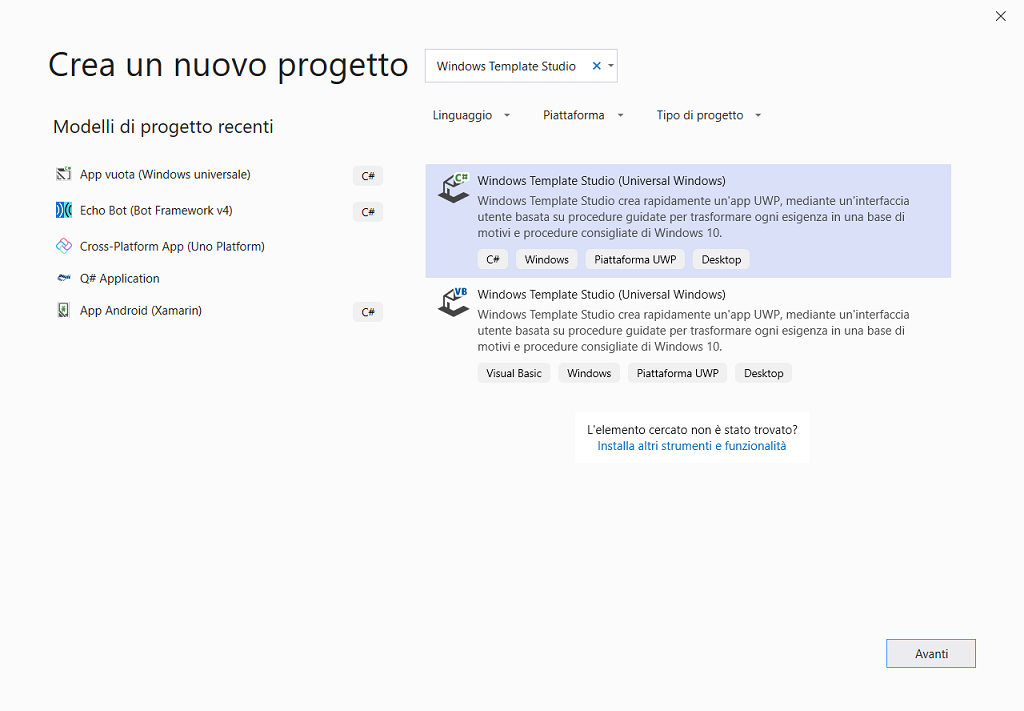 Crea un nuovo progetto
Windows Template Studio
Linguaggio
Piattaforma
Tipo di progetto
Modelli di progetto recenti
App vuota (Windows universale)
C#
Echo Bot (Bot Framework v4)
C#
Cross-Platform App (Uno Platform)
Q# Application
App Android (Xamarin)
C#
C#
Windows Template Studio (Universal Windows)
Windows Template Studio crea rapidamente un'app UWP, mediante un'interfaccia
utente basata su procedure guidate per trasformare ogni esigenza in una base di
motivi e procedure consigliate di Windows 10.
C#
Windows
Piattaforma UWP
Desktop
VB
Windows Template Studio (Universal Windows)
Windows Template Studio crea rapidamente un'app UWP, mediante un'interfaccia
utente basata su procedure guidate per trasformare ogni esigenza in una base di
motivi e procedure consigliate di Windows 10.
Visual Basic
Windows
Piattaforma UWP
Desktop
L'elemento cercato non è stato trovato?
Installa altri strumenti e funzionalità
Avanti